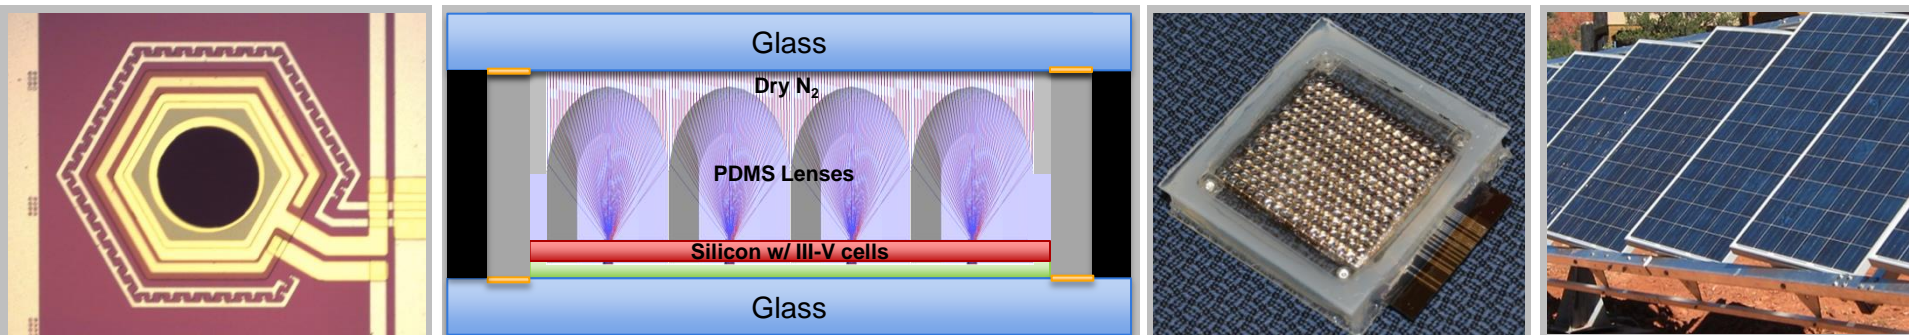 Glass
Dry N₂
PDMS Lenses
Silicon w/ III-V cells
Glass